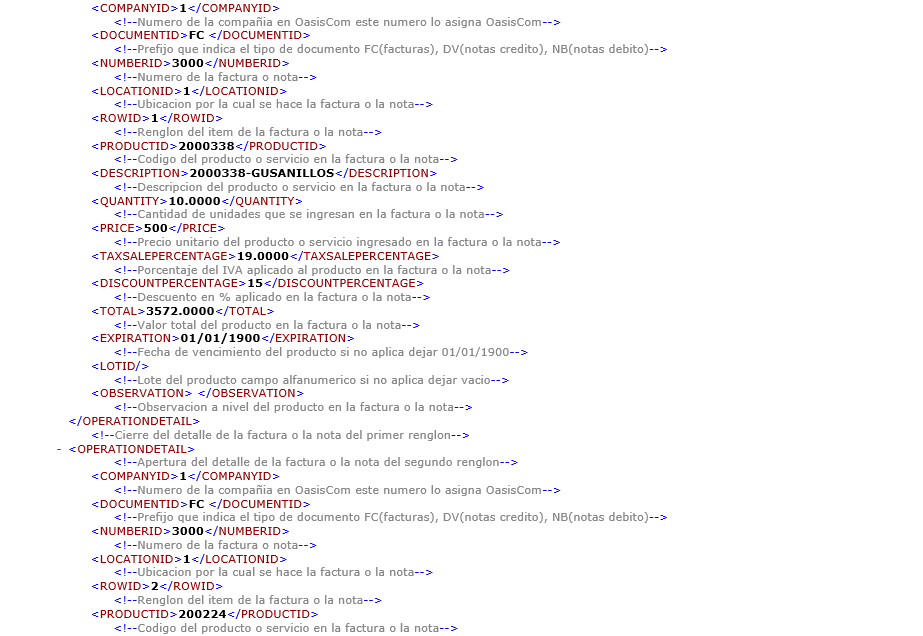 <COMPANYID>1</COMPANYID>
<!--Numero de la compañia en OasisCom este numero lo asigna OasisCom-->
<DOCUMENTID>FC </DOCUMENTID>
<!--Prefijo que indica el tipo de documento FC(facturas), DV(notas credito), NB(notas debito)-->
<NUMBERID>3000</NUMBERID>
<!--Numero de la factura o nota-->
<LOCATIONID>1</LOCATIONID>
<!--Ubicacion por la cual se hace la factura o la nota-->
<ROWID>1</ROWID>
<!--Renglon del item de la factura o la nota-->
<PRODUCTID>2000338</PRODUCTID>
<!--Codigo del producto o servicio en la factura o la nota-->
<DESCRIPTION>2000338-GUSANILLOS</DESCRIPTION>
<!--Descripcion del producto o servicio en la factura o la nota-->
<QUANTITY>10.0000</QUANTITY>
<!--Cantidad de unidades que se ingresan en la factura o la nota-->
<PRICE>500</PRICE>
<!--Precio unitario del producto o servicio ingresado en la factura o la nota-->
<TAXSALEPERCENTAGE>19.0000</TAXSALEPERCENTAGE>
<!--Porcentaje del IVA aplicado al producto en la factura o la nota-->
<DISCOUNTPERCENTAGE>15</DISCOUNTPERCENTAGE>
<!--Descuento en % aplicado en la factura o la nota-->
<TOTAL>3572.0000</TOTAL>
<!--Valor total del producto en la factura o la nota-->
<EXPIRATION>01/01/1900</EXPIRATION>
<!--Fecha de vencimiento del producto si no aplica dejar 01/01/1900-->
<LOTID/>
<!--Lote del producto campo alfanumerico si no aplica dejar vacio-->
<OBSERVATION> </OBSERVATION>
<!--Observacion a nivel del producto en la factura o la nota-->
</OPERATIONDETAIL>
<!--Cierre del detalle de la factura o la nota del primer renglon-->
- <OPERATIONDETAIL>
<!--Apertura del detalle de la factura o la nota del segundo renglon-->
<COMPANYID>1</COMPANYID>
<!--Numero de la compañia en OasisCom este numero lo asigna OasisCom-->
<DOCUMENTID>FC </DOCUMENTID>
<!--Prefijo que indica el tipo de documento FC(facturas), DV(notas credito), NB(notas debito)-->
<NUMBERID>3000</NUMBERID>
<!--Numero de la factura o nota-->
<LOCATIONID>1</LOCATIONID>
<!--Ubicacion por la cual se hace la factura o la nota-->
<ROWID>2</ROWID>
<!--Renglon del item de la factura o la nota-->
<PRODUCTID>200224</PRODUCTID>
<!--Codigo del producto o servicio en la factura o la nota-->